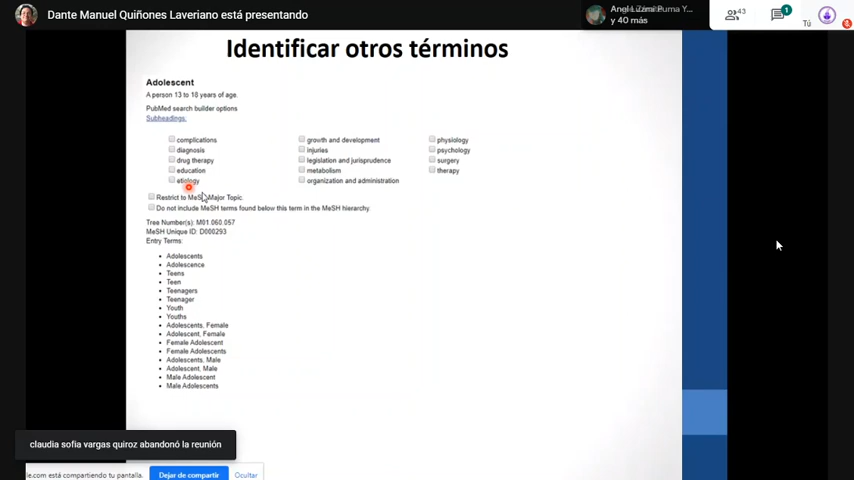 Dante Manuel Quiñones Laveriano está presentando
y 40 más
43
1
Tú
Identificar otros términos
Adolescent
A person 13 to 18 years of age.
PubMed search builder options
Subheadings:
complications
diagnosis
drug therapy
education
etiology
growth and development
injuries
legislation and jurisprudence
metabolism
organization and administration
physiology
psychology
surgery
therapy
Restrict to MeSH Major Topic.
Do not include MeSH terms found below this term in the MeSH hierarchy.
Tree Number(s): M01.060.057
MeSH Unique ID: D000293
Entry Terms:
Adolescents
Adolescence
Teens
Teen
Teenagers
Teenager
Youth
Youths
Adolescents, Female
Adolescent, Female
Female Adolescent
Female Adolescents
Adolescents, Male
Adolescent, Male
Male Adolescent
Male Adolescents
claudia sofia vargas quiroz abandonó la reunión
e.com está compartiendo tu pantalla.
Dejar de compartir
Ocultar